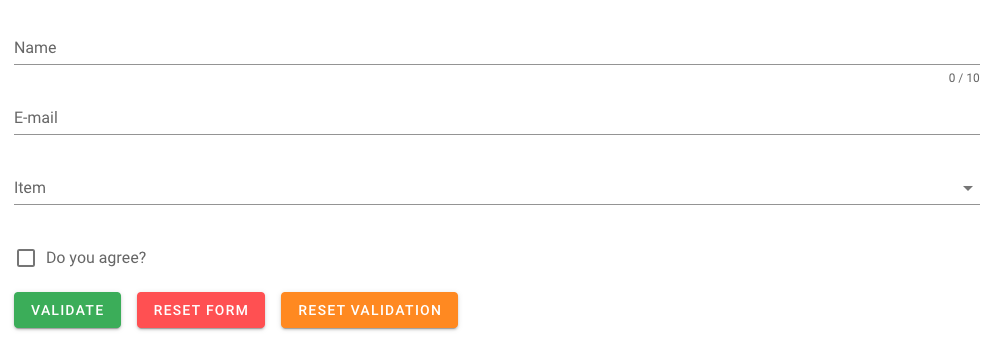 Name
0 / 10
E-mail
Item
Do you agree?
VALIDATE RESET FORM RESET VALIDATION